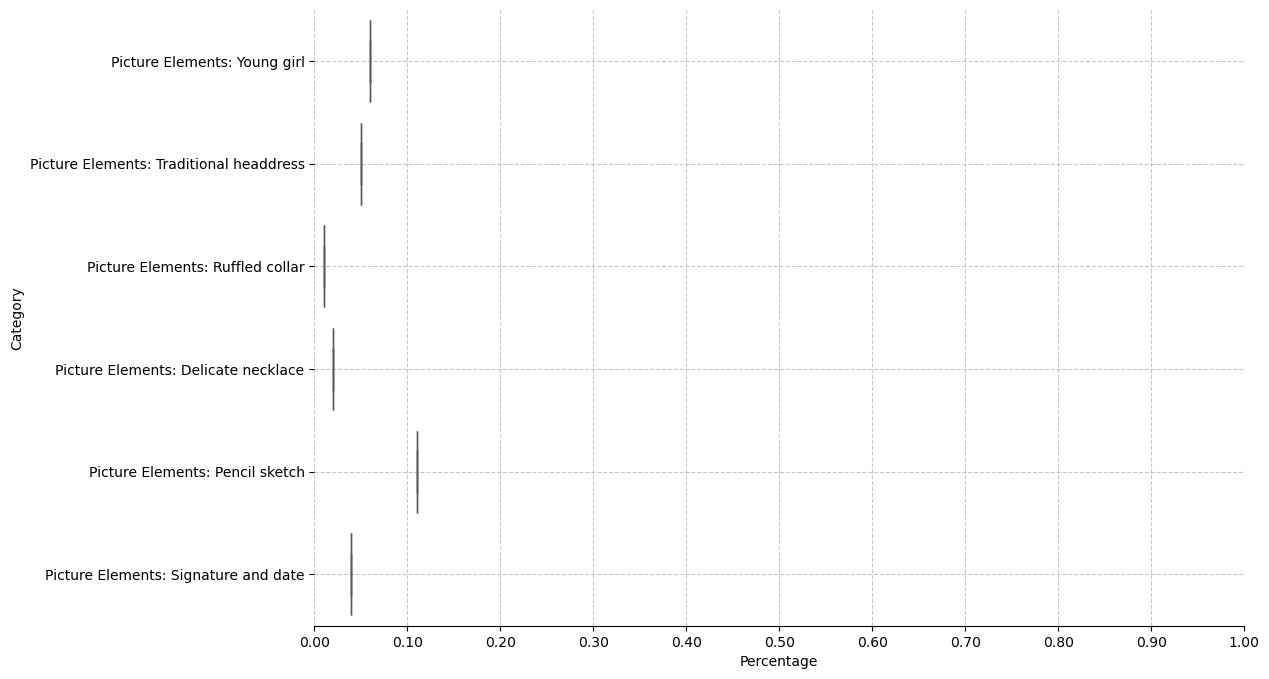 Picture Elements: Young girl
Picture Elements: Traditional headdress
Picture Elements: Ruffled collar
Picture Elements: Delicate necklace
Picture Elements: Pencil sketch
Picture Elements: Signature and date
Category
0.00 0.10 0.20 0.30 0.40 0.50 0.60 0.70 0.80 0.90 1.00
Percentage